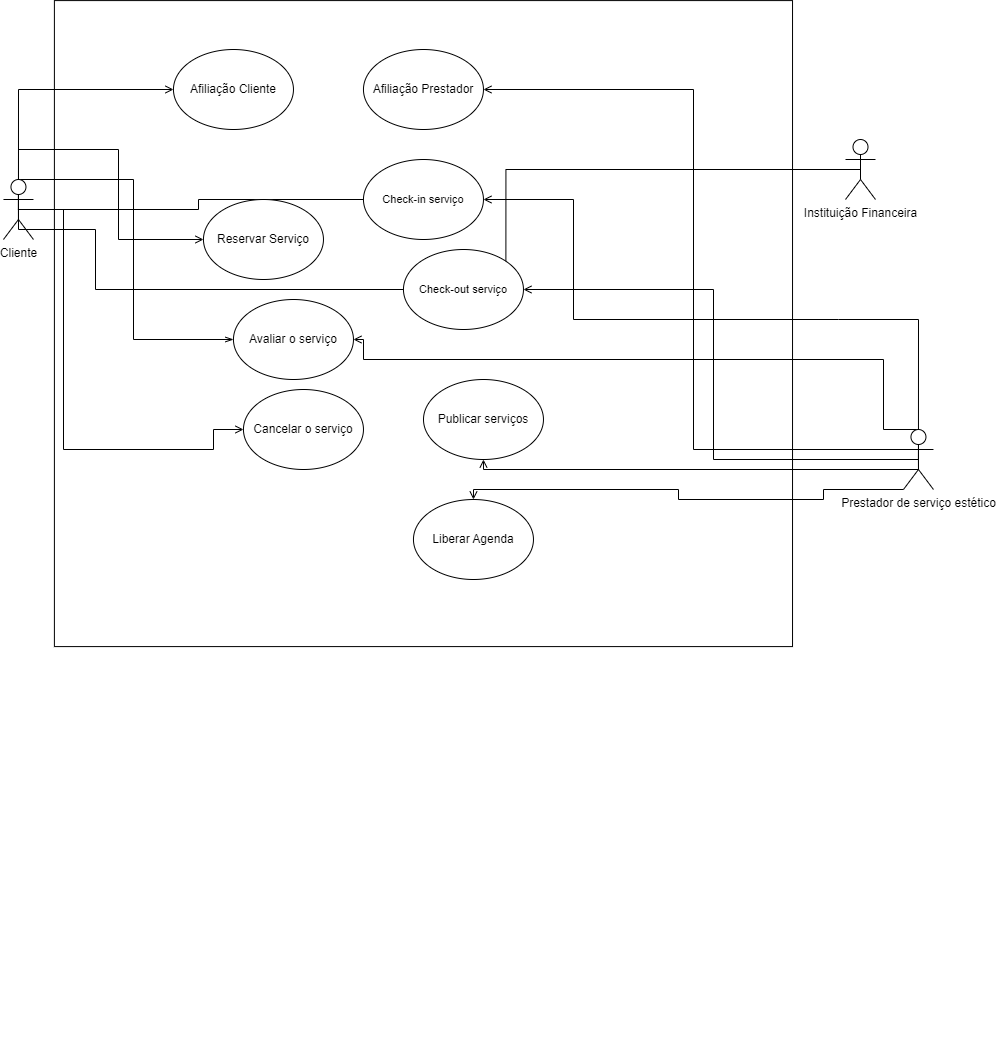 Afiliação Cliente
Afiliação Prestador
Check-in serviço
Instituição Financeira
Reservar Serviço
Cliente
Check-out serviço
Avaliar o serviço
Publicar serviços
Cancelar o serviço
Prestador de serviço estético
Liberar Agenda